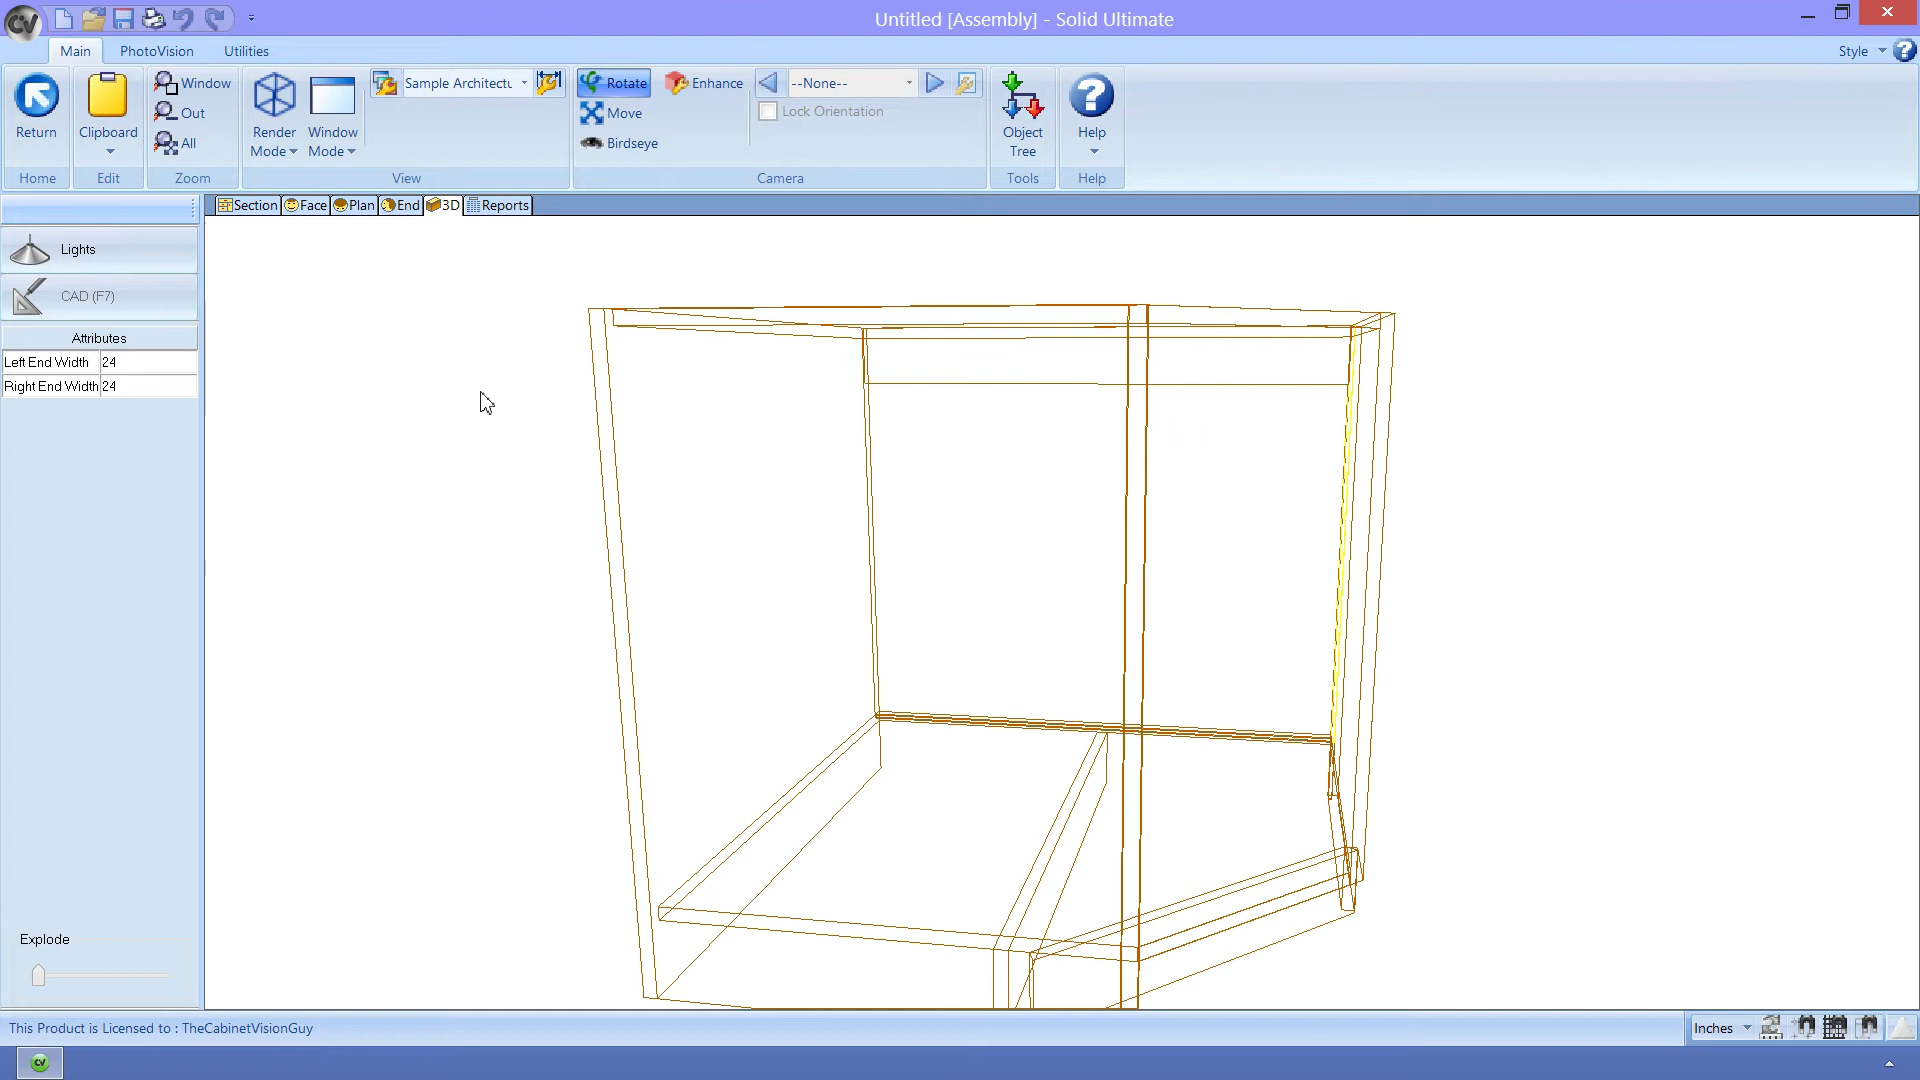 Untitled [Assembly] - Solid Ultimate
Main PhotoVision Utilities Style
Return
Home
Clipboard
Edit
Window
Out
All
Zoom
Render Mode
Window Mode
Sample Architectu
View
Rotate
Move
Birdseye
Enhance
--None--
Lock Orientation
Camera
Object Tree
Tools
Help
Help
Section Face Plan End 3D Reports
Lights
CAD (F7)
Attributes
Left End Width 24
Right End Width 24
Explode
This Product is Licensed to : TheCabinetVisionGuy
Inches
CV